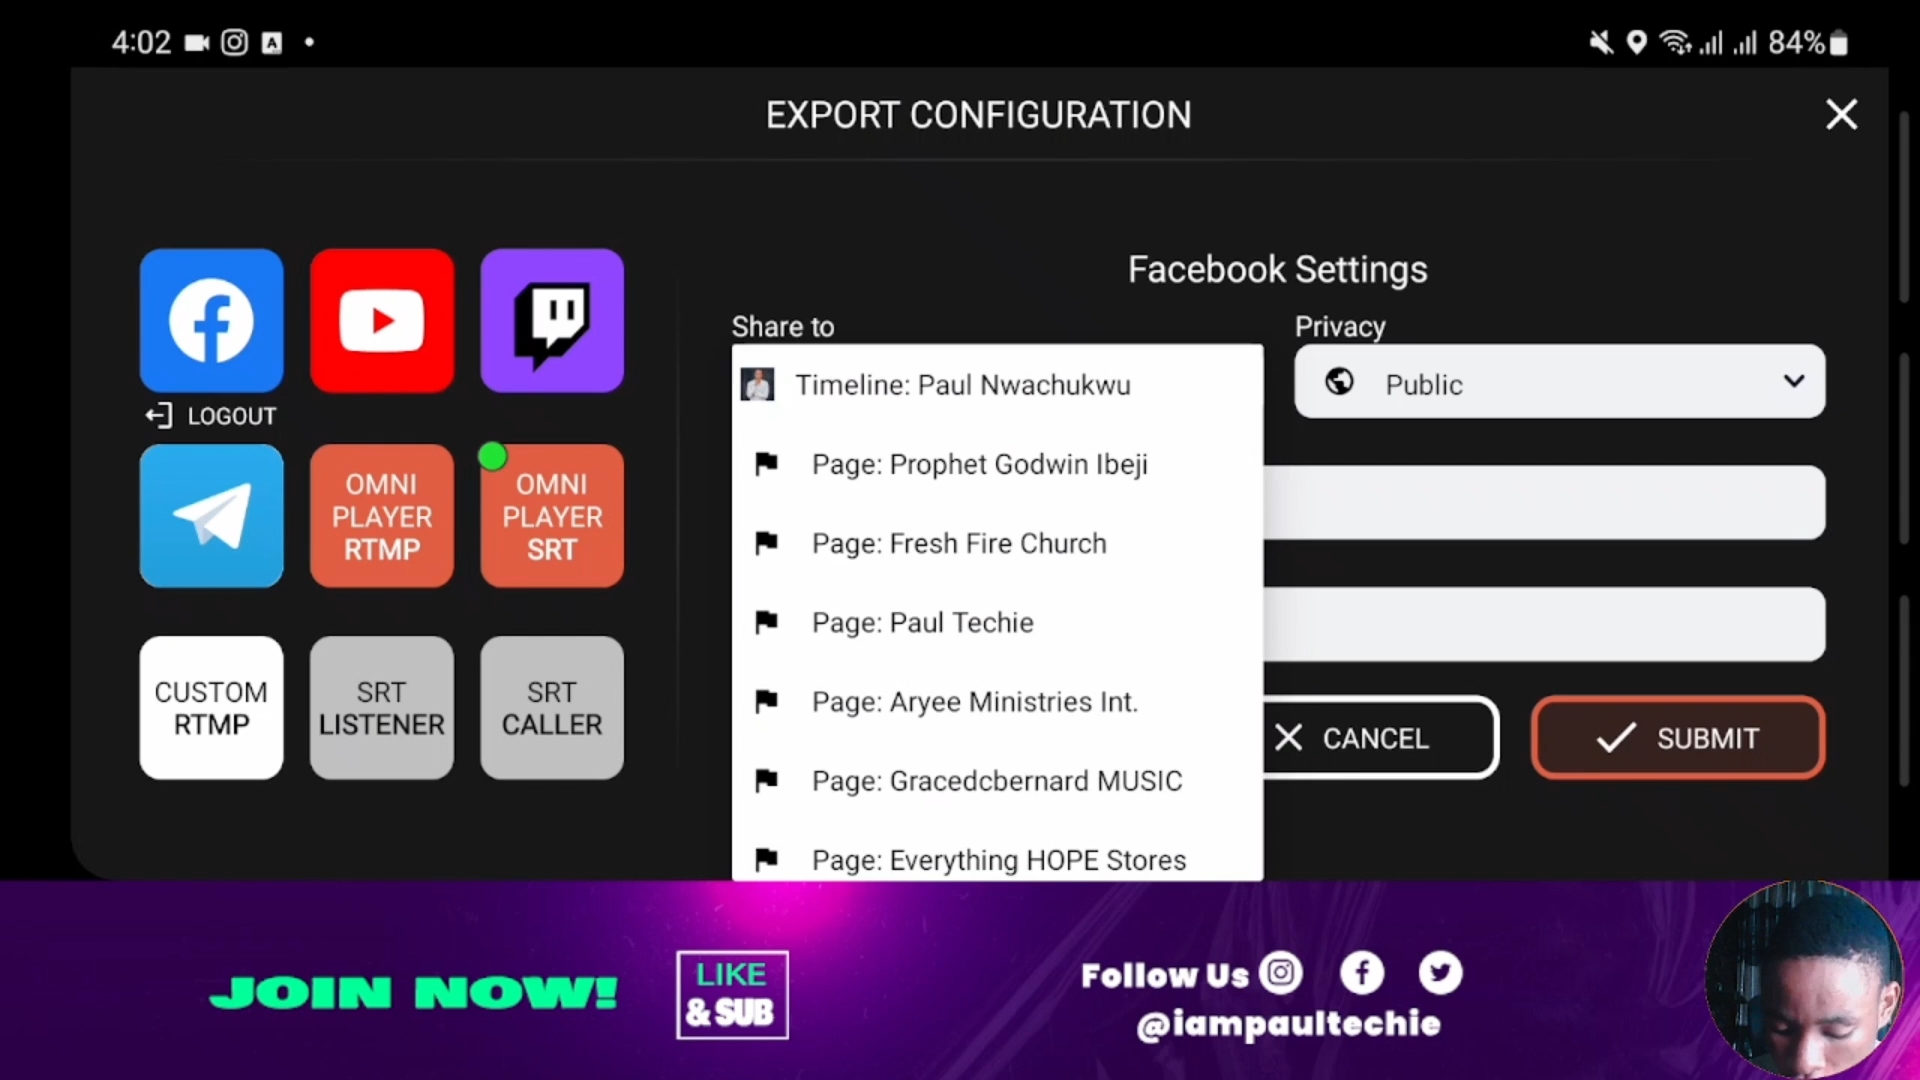 4:02
84%
EXPORT CONFIGURATION
LOGOUT
OMNI
PLAYER
RTMP
OMNI
PLAYER
SRT
CUSTOM
RTMP
SRT
LISTENER
SRT
CALLER
Facebook Settings
Share to
Privacy
Timeline: Paul Nwachukwu
Public
Page: Prophet Godwin Ibeji
Page: Fresh Fire Church
Page: Paul Techie
Page: Aryee Ministries Int.
Page: Gracedcbernard MUSIC
Page: Everything HOPE Stores
CANCEL
SUBMIT
JOIN NOW!
LIKE
& SUB
Follow Us
@iampaultechie